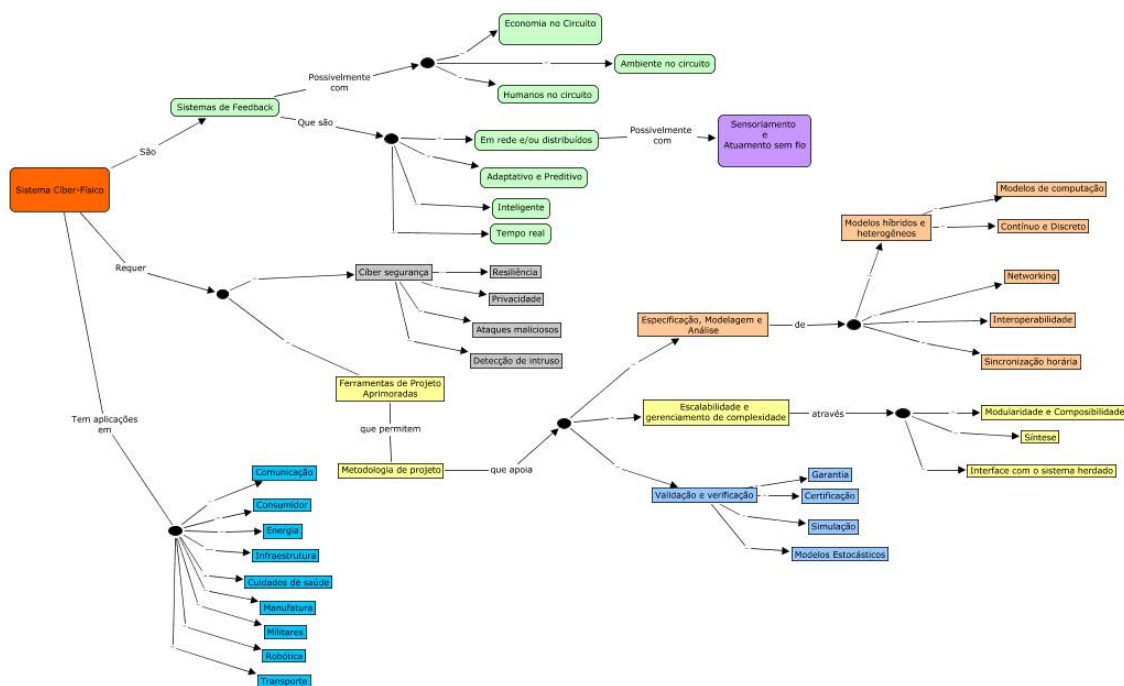 Economia no Circuito
Ambiente no circuito
Humanos no circuito
Possivelmente
com
Sistemas de Feedback
Que são
Em rede e/ou distribuídos
Possivelmente
com
Sensoriamento
e
Atuamento sem fio
Adaptativo e Preditivo
Inteligente
Tempo real
São
Sistema Cíber-Físico
Requer
Cíber segurança
Resiliência
Privacidade
Ataques maliciosos
Detecção de intruso
Ferramentas de Projeto
Aprimoradas
que permitem
Metodologia de projeto
que apoia
Especificação, Modelagem e
Análise
de
Modelos híbridos e
heterogêneos
Modelos de computação
Contínuo e Discreto
Networking
Interoperabilidade
Sincronização horária
Escalabilidade e
gerenciamento de complexidade
através
Modularidade e Composibilidade
Síntese
Interface com o sistema herdado
Validação e verificação
Garantia
Certificação
Simulação
Modelos Estocásticos
Tem aplicações
em
Comunicação
Consumidor
Energia
Infraestrutura
Cuidados de saúde
Manufatura
Militares
Robótica
Transporte